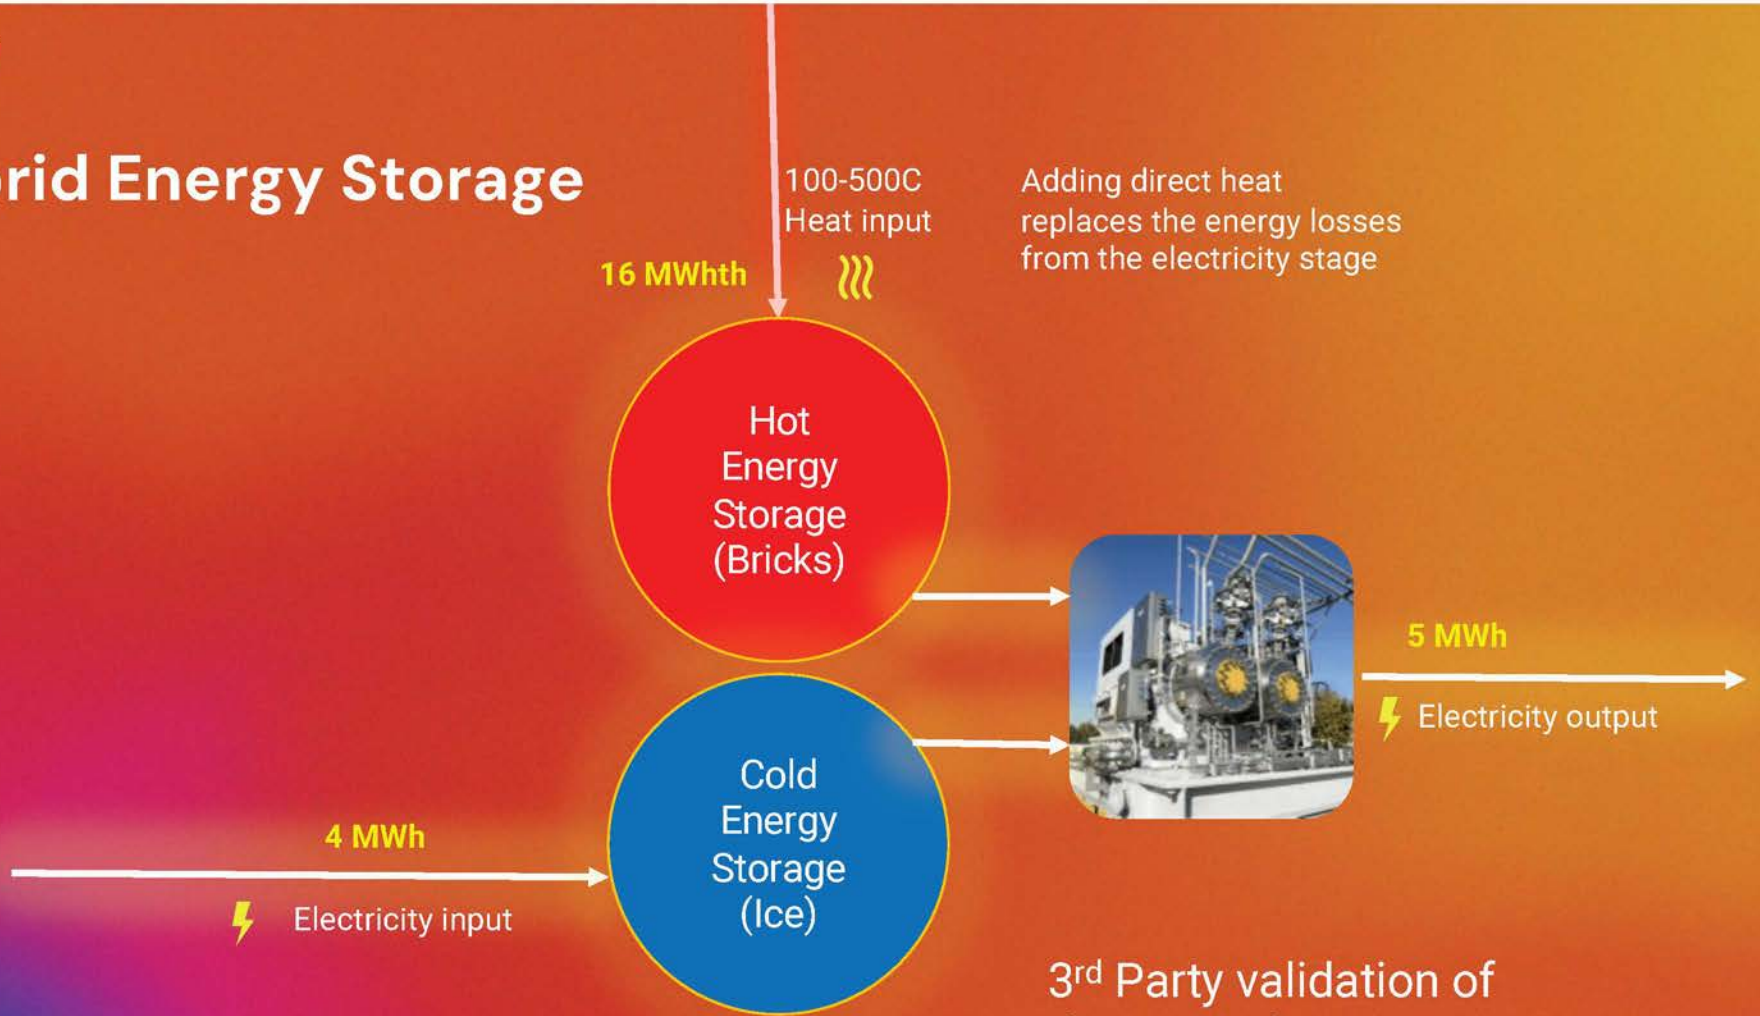 rid Energy Storage
100-500C
Heat input
16 MWhth
Adding direct heat
replaces the energy losses
from the electricity stage
Hot
Energy
Storage
(Bricks)
5 MWh
Electricity output
Cold
Energy
Storage
(Ice)
4 MWh
Electricity input
3rd Party validation of